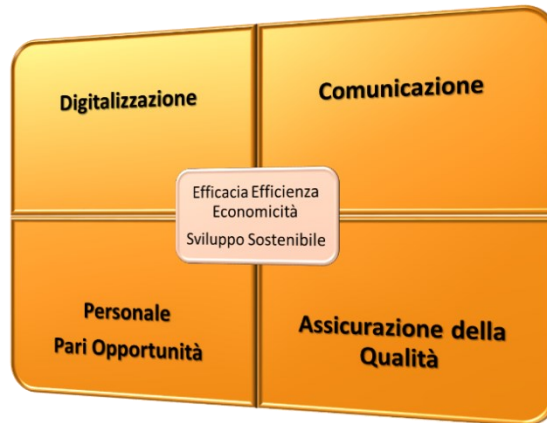 Digitalizzazione
Comunicazione
Efficacia Efficienza
Economicità
Sviluppo Sostenibile
Personale
Pari Opportunità
Assicurazione della
Qualità